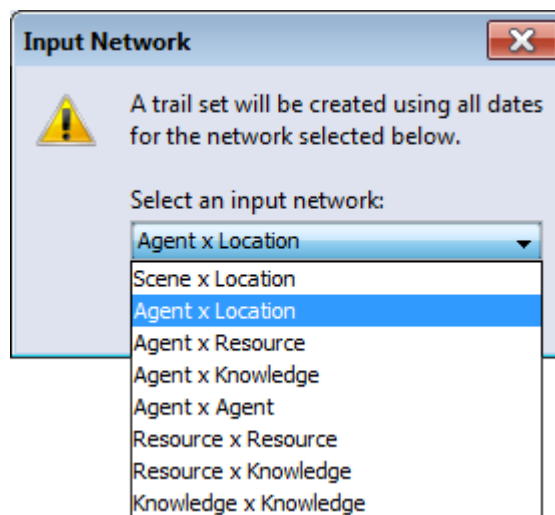 Input Network
A trail set will be created using all dates
for the network selected below.
Select an input network:
Agent x Location
Scene x Location
Agent x Location
Agent x Resource
Agent x Knowledge
Agent x Agent
Resource x Resource
Resource x Knowledge
Knowledge x Knowledge